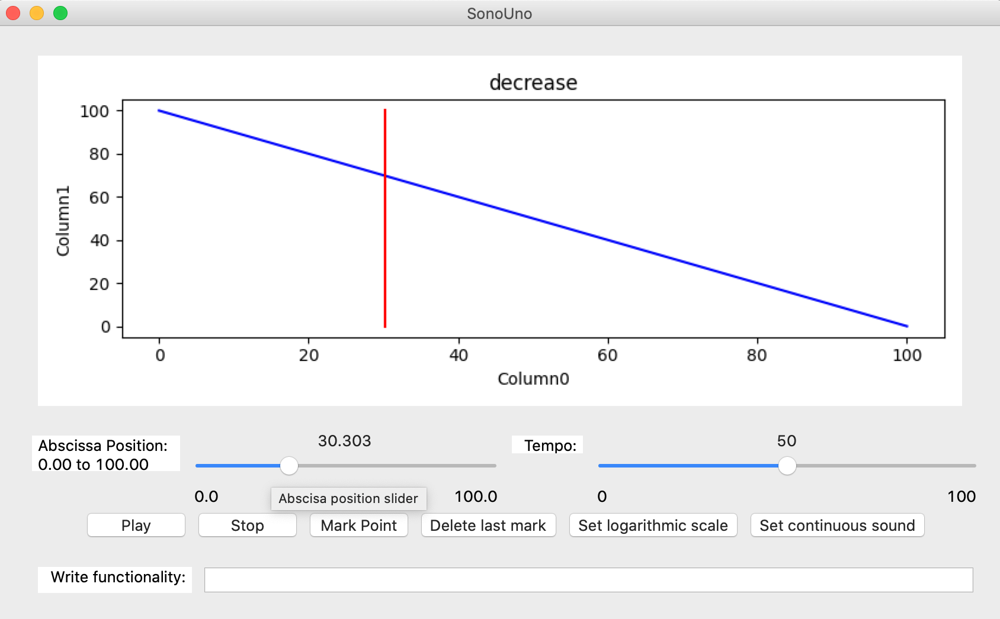 SonoUno
decrease
100
80
60
40
20
0
Column1
0 20 40 60 80 100
Column0
Abscissa Position:
0.00 to 100.00
30.303
0.0 100.0
Abscisa position slider
Tempo:
50
0 100
Play Stop Mark Point Delete last mark Set logarithmic scale Set continuous sound
Write functionality: